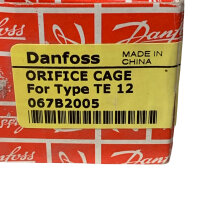 Danfoss
MADE IN
CHINA
ORIFICE CAGE
For Type TE 12
067B2005